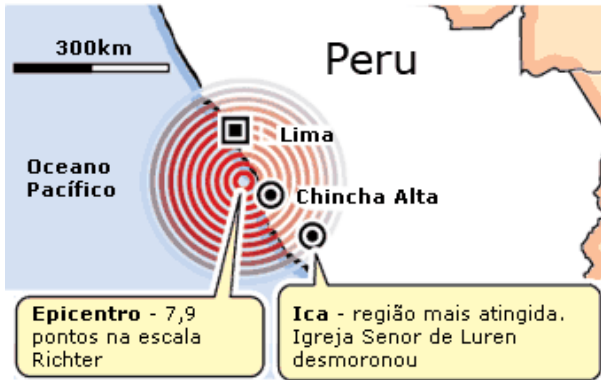 300km
Peru
Lima
Oceano
Pacífico
Chincha Alta
Epicentro - 7,9
pontos na escala
Richter
Ica - região mais atingida.
Igreja Senor de Luren
desmoronou